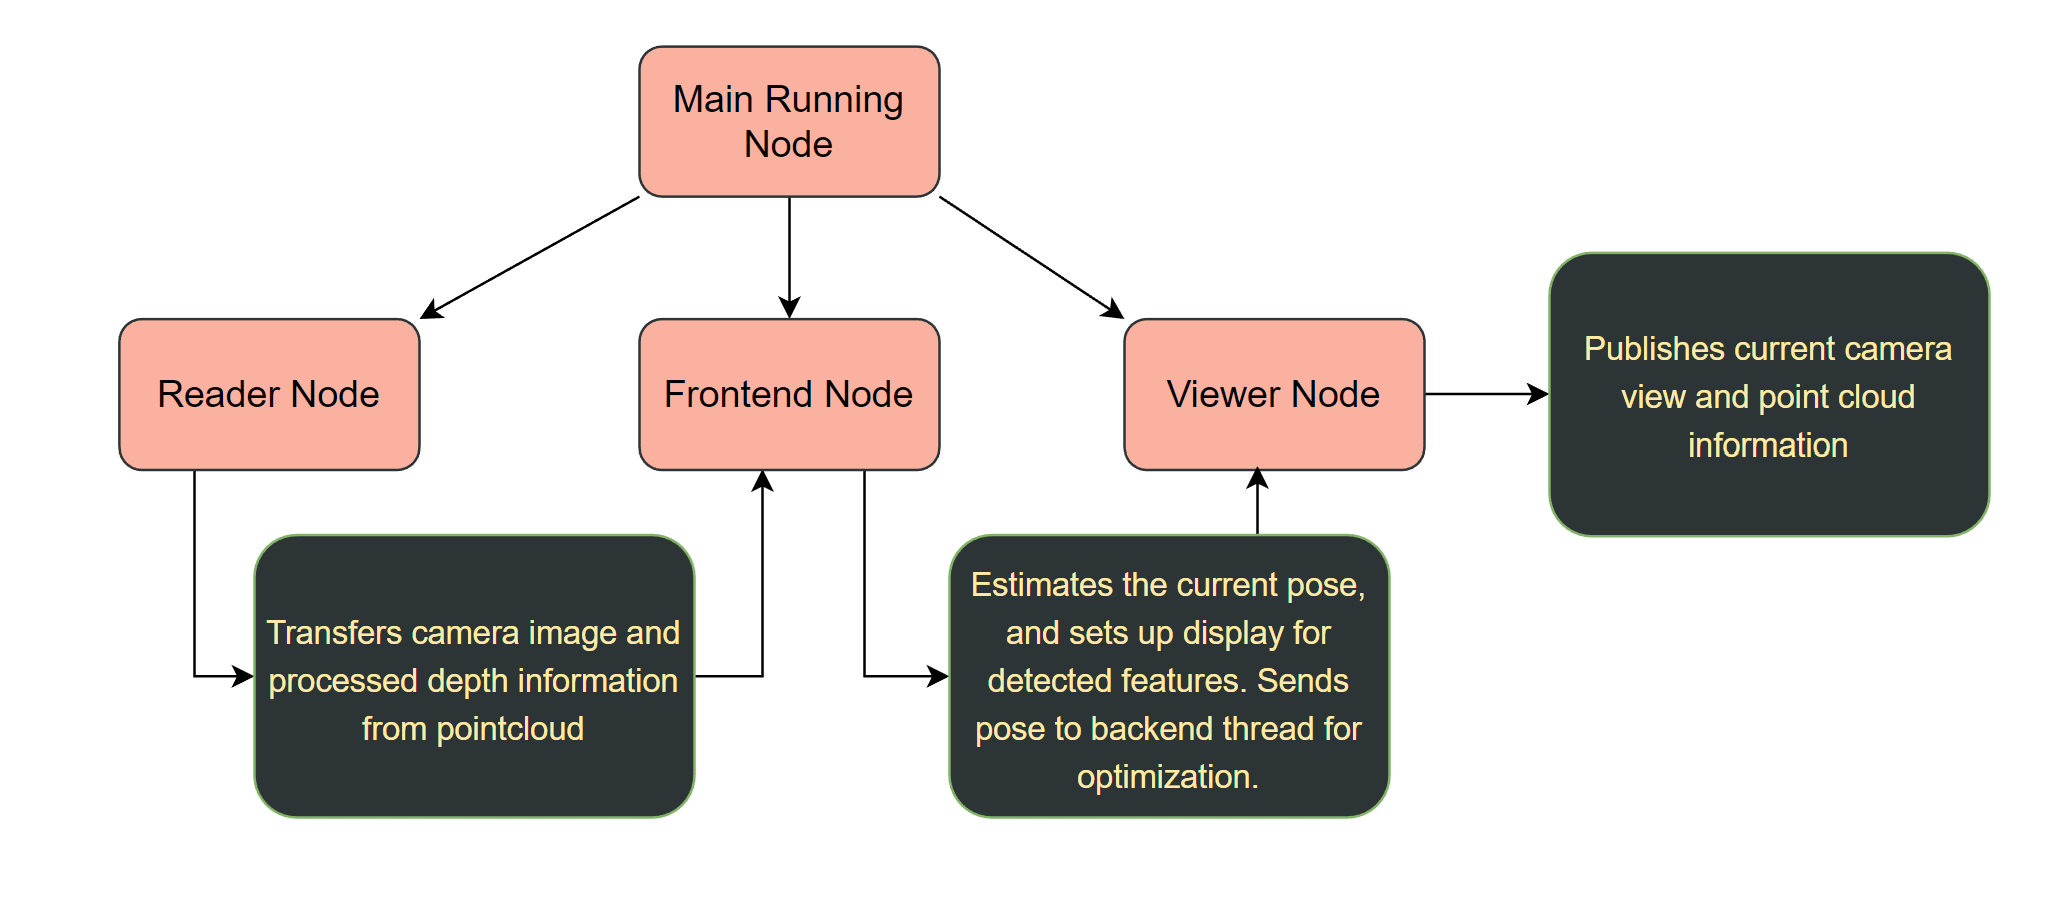 Main Running
Node
Reader Node
Frontend Node
Viewer Node
Publishes current camera
view and point cloud
information
Transfers camera image and
processed depth information
from pointcloud
Estimates the current pose,
and sets up display for
detected features. Sends
pose to backend thread for
optimization.